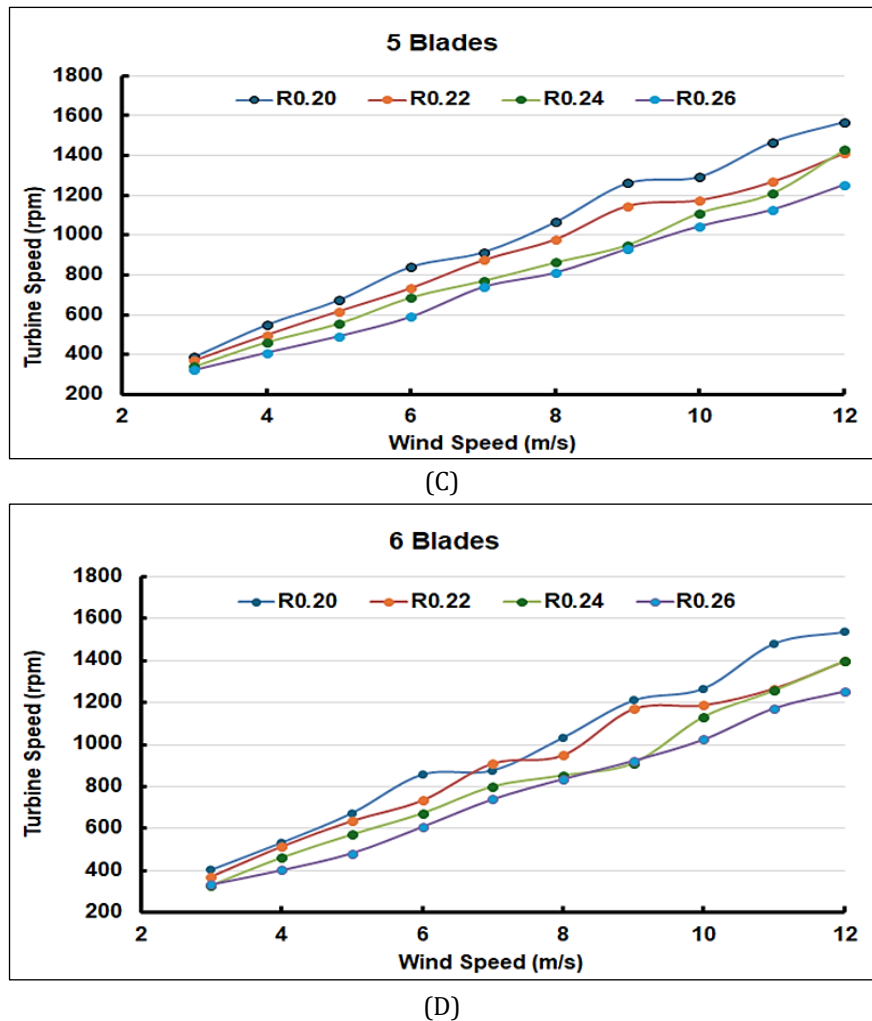 5 Blades
1800
R0.20 R0.22 R0.24 R0.26
1600
1400
1200
1000
800
600
400
200
Turbine Speed (rpm)
2 4 6 8 10 12
Wind Speed (m/s)
(C)
6 Blades
1800
R0.20 R0.22 R0.24 R0.26
1600
1400
1200
1000
800
600
400
200
Turbine Speed (rpm)
2 4 6 8 10 12
Wind Speed (m/s)
(D)